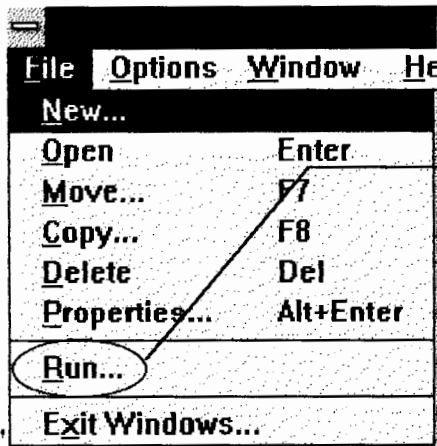 File Options Window He
New...
Open Enter
Move... F7
Copy... F8
Delete Del
Properties... Alt+Enter
Run...
Exit Windows...